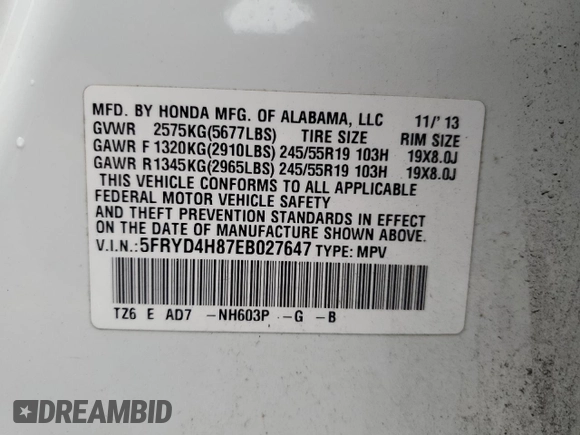 MFD. BY HONDA MFG. OF ALABAMA, LLC 11/'13
GVWR 2575KG(5677LBS) TIRE SIZE RIM SIZE
GAWR F 1320KG(2910LBS) 245/55R19 103H 19X8.0J
GAWR R 1345KG(2965LBS) 245/55R19 103H 19X8.0J
THIS VEHICLE CONFORMS TO ALL APPLICABLE
FEDERAL MOTOR VEHICLE SAFETY
AND THEFT PREVENTION STANDARDS IN EFFECT
ON THE DATE OF MANUFACTURE SHOWN ABOVE.
V.I.N.: 5FRYD4H87EB027647 TYPE: MPV
TZ6 E AD7 -NH603P -G -B
DREAMBID